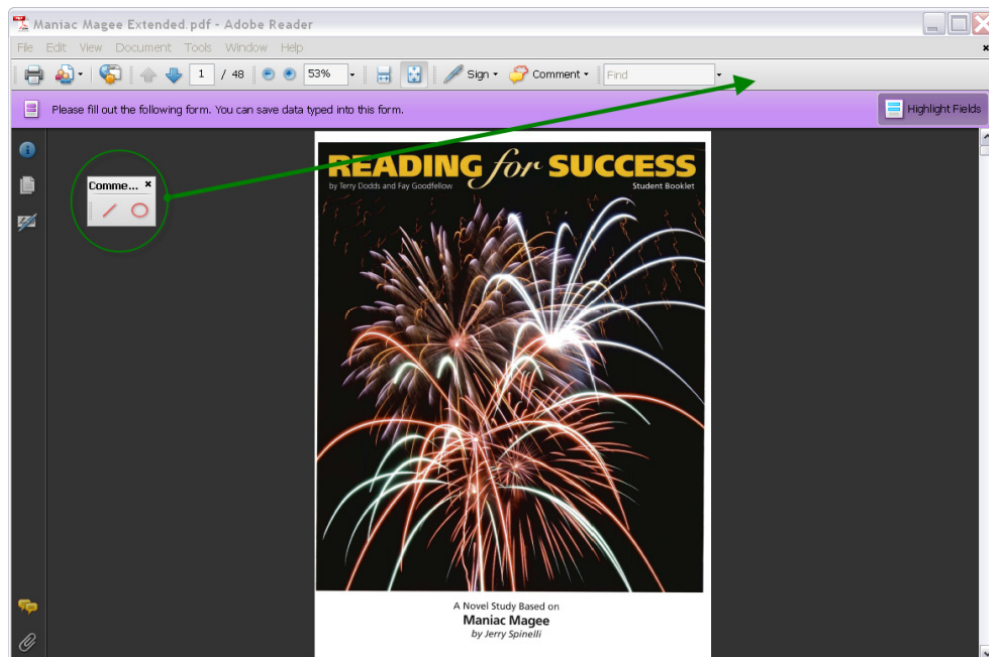 Maniac Magee Extended.pdf - Adobe Reader
File Edit View Document Tools Window Help
1 / 48 53% Sign Comment Find
Please fill out the following form. You can save data typed into this form.
Highlight Fields
Comme...
READING for SUCCESS
by Terry Dodds and Fay Goodfellow
Student Booklet
A Novel Study Based on
Maniac Magee
by Jerry Spinelli